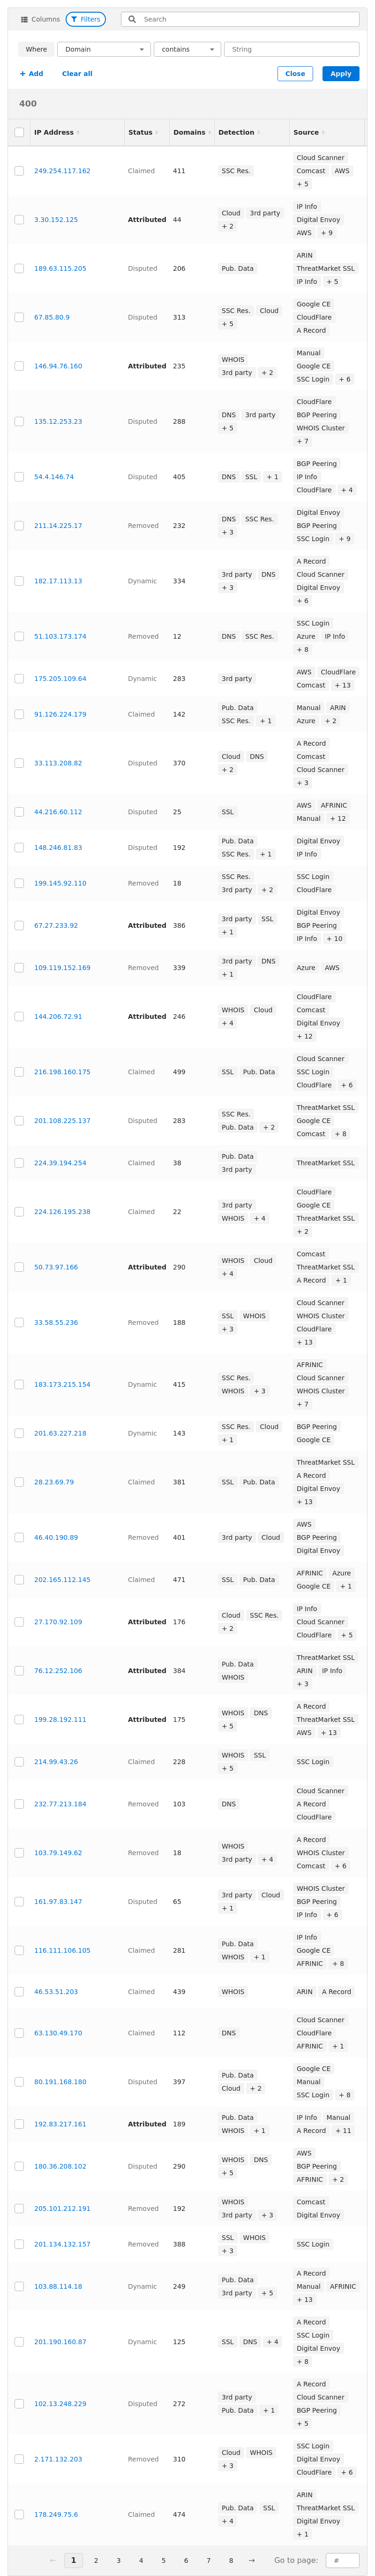 Columns Filters Search
Where Domain contains String
+ Add Clear all Close Apply
400
IP Address Status Domains Detection Source
249.254.117.162 Claimed 411 SSC Res. Cloud Scanner Comcast AWS + 5
3.30.152.125 Attributed 44 Cloud 3rd party + 2 IP Info Digital Envoy AWS + 9
189.63.115.205 Disputed 206 Pub. Data ARIN ThreatMarket SSL IP Info + 5
67.85.80.9 Disputed 313 SSC Res. Cloud + 5 Google CE CloudFlare A Record
146.94.76.160 Attributed 235 WHOIS 3rd party + 2 Manual Google CE SSC Login + 6
135.12.253.23 Disputed 288 DNS 3rd party + 5 CloudFlare BGP Peering WHOIS Cluster + 7
54.4.146.74 Disputed 405 DNS SSL + 1 BGP Peering IP Info CloudFlare + 4
211.14.225.17 Removed 232 DNS SSC Res. + 3 Digital Envoy BGP Peering SSC Login + 9
182.17.113.13 Dynamic 334 3rd party DNS + 3 A Record Cloud Scanner Digital Envoy + 6
51.103.173.174 Removed 12 DNS SSC Res. SSC Login Azure IP Info + 8
175.205.109.64 Dynamic 283 3rd party AWS CloudFlare Comcast + 13
91.126.224.179 Claimed 142 Pub. Data SSC Res. + 1 Manual ARIN Azure + 2
33.113.208.82 Disputed 370 Cloud DNS + 2 A Record Comcast Cloud Scanner + 3
44.216.60.112 Disputed 25 SSL AWS AFRINIC Manual + 12
148.246.81.83 Disputed 192 Pub. Data SSC Res. + 1 Digital Envoy IP Info
199.145.92.110 Removed 18 SSC Res. 3rd party + 2 SSC Login CloudFlare
67.27.233.92 Attributed 386 3rd party SSL + 1 Digital Envoy BGP Peering IP Info + 10
109.119.152.169 Removed 339 3rd party DNS + 1 Azure AWS
144.206.72.91 Attributed 246 WHOIS Cloud + 4 CloudFlare Comcast Digital Envoy + 12
216.198.160.175 Claimed 499 SSL Pub. Data Cloud Scanner SSC Login CloudFlare + 6
201.108.225.137 Disputed 283 SSC Res. Pub. Data + 2 ThreatMarket SSL Google CE Comcast + 8
224.39.194.254 Claimed 38 Pub. Data 3rd party ThreatMarket SSL
224.126.195.238 Claimed 22 3rd party WHOIS + 4 CloudFlare Google CE ThreatMarket SSL + 2
50.73.97.166 Attributed 290 WHOIS Cloud + 4 Comcast ThreatMarket SSL A Record + 1
33.58.55.236 Removed 188 SSL WHOIS + 3 Cloud Scanner WHOIS Cluster CloudFlare + 13
183.173.215.154 Dynamic 415 SSC Res. WHOIS + 3 AFRINIC Cloud Scanner WHOIS Cluster + 7
201.63.227.218 Dynamic 143 SSC Res. Cloud + 1 BGP Peering Google CE
28.23.69.79 Claimed 381 SSL Pub. Data ThreatMarket SSL A Record Digital Envoy + 13
46.40.190.89 Removed 401 3rd party Cloud AWS BGP Peering Digital Envoy
202.165.112.145 Claimed 471 SSL Pub. Data AFRINIC Azure Google CE + 1
27.170.92.109 Attributed 176 Cloud SSC Res. + 2 IP Info Cloud Scanner CloudFlare + 5
76.12.252.106 Attributed 384 Pub. Data WHOIS ThreatMarket SSL ARIN IP Info + 3
199.28.192.111 Attributed 175 WHOIS DNS + 5 A Record ThreatMarket SSL AWS + 13
214.99.43.26 Claimed 228 WHOIS SSL + 5 SSC Login
232.77.213.184 Removed 103 DNS Cloud Scanner A Record CloudFlare
103.79.149.62 Removed 18 WHOIS 3rd party + 4 A Record WHOIS Cluster Comcast + 6
161.97.83.147 Disputed 65 3rd party Cloud + 1 WHOIS Cluster BGP Peering IP Info + 6
116.111.106.105 Claimed 281 Pub. Data WHOIS + 1 IP Info Google CE AFRINIC + 8
46.53.51.203 Claimed 439 WHOIS ARIN A Record
63.130.49.170 Claimed 112 DNS Cloud Scanner CloudFlare AFRINIC + 1
80.191.168.180 Disputed 397 Pub. Data Cloud + 2 Google CE Manual SSC Login + 8
192.83.217.161 Attributed 189 Pub. Data WHOIS + 1 IP Info Manual A Record + 11
180.36.208.102 Disputed 290 WHOIS DNS + 5 AWS BGP Peering AFRINIC + 2
205.101.212.191 Removed 192 WHOIS 3rd party + 3 Comcast Digital Envoy
201.134.132.157 Removed 388 SSL WHOIS + 3 SSC Login
103.88.114.18 Dynamic 249 Pub. Data 3rd party + 5 A Record Manual AFRINIC + 13
201.190.160.87 Dynamic 125 SSL DNS + 4 A Record SSC Login Digital Envoy + 8
102.13.248.229 Disputed 272 3rd party Pub. Data + 1 A Record Cloud Scanner BGP Peering + 5
2.171.132.203 Removed 310 Cloud WHOIS + 3 SSC Login Digital Envoy CloudFlare + 6
178.249.75.6 Claimed 474 Pub. Data SSL + 4 ARIN ThreatMarket SSL Digital Envoy + 1
← 1 2 3 4 5 6 7 8 → Go to page: #